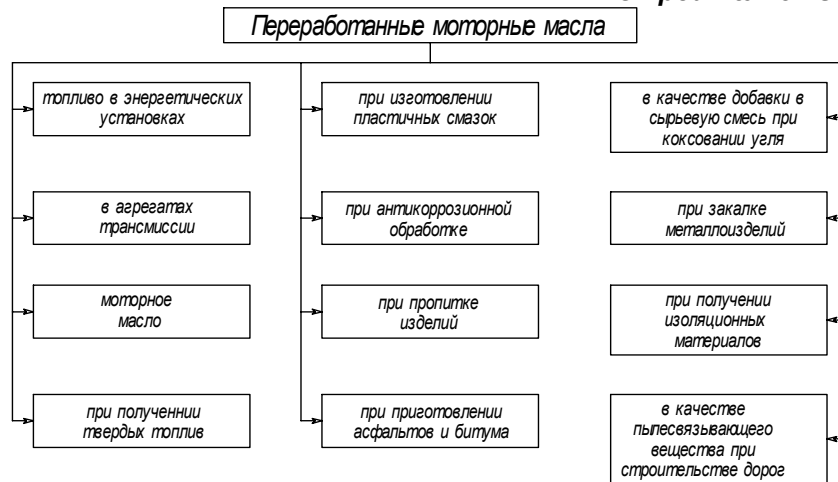 Переработанные моторные масла
топливо в энергетических
установках
в агрегатах
трансмиссии
моторное
масло
при полученнии
твердых топлив
при изготовлении
пластичных смазок
при антикоррозионной
обработке
при пропитке
изделий
при приготовлении
асфальтов и битума
в качестве добавки в
сырьевую смесь при
коксовании угля
при закалке
металлоизделий
при получении
изоляционных
материалов
в качестве
пылесвязывающего
вещества при
строительстве дорог